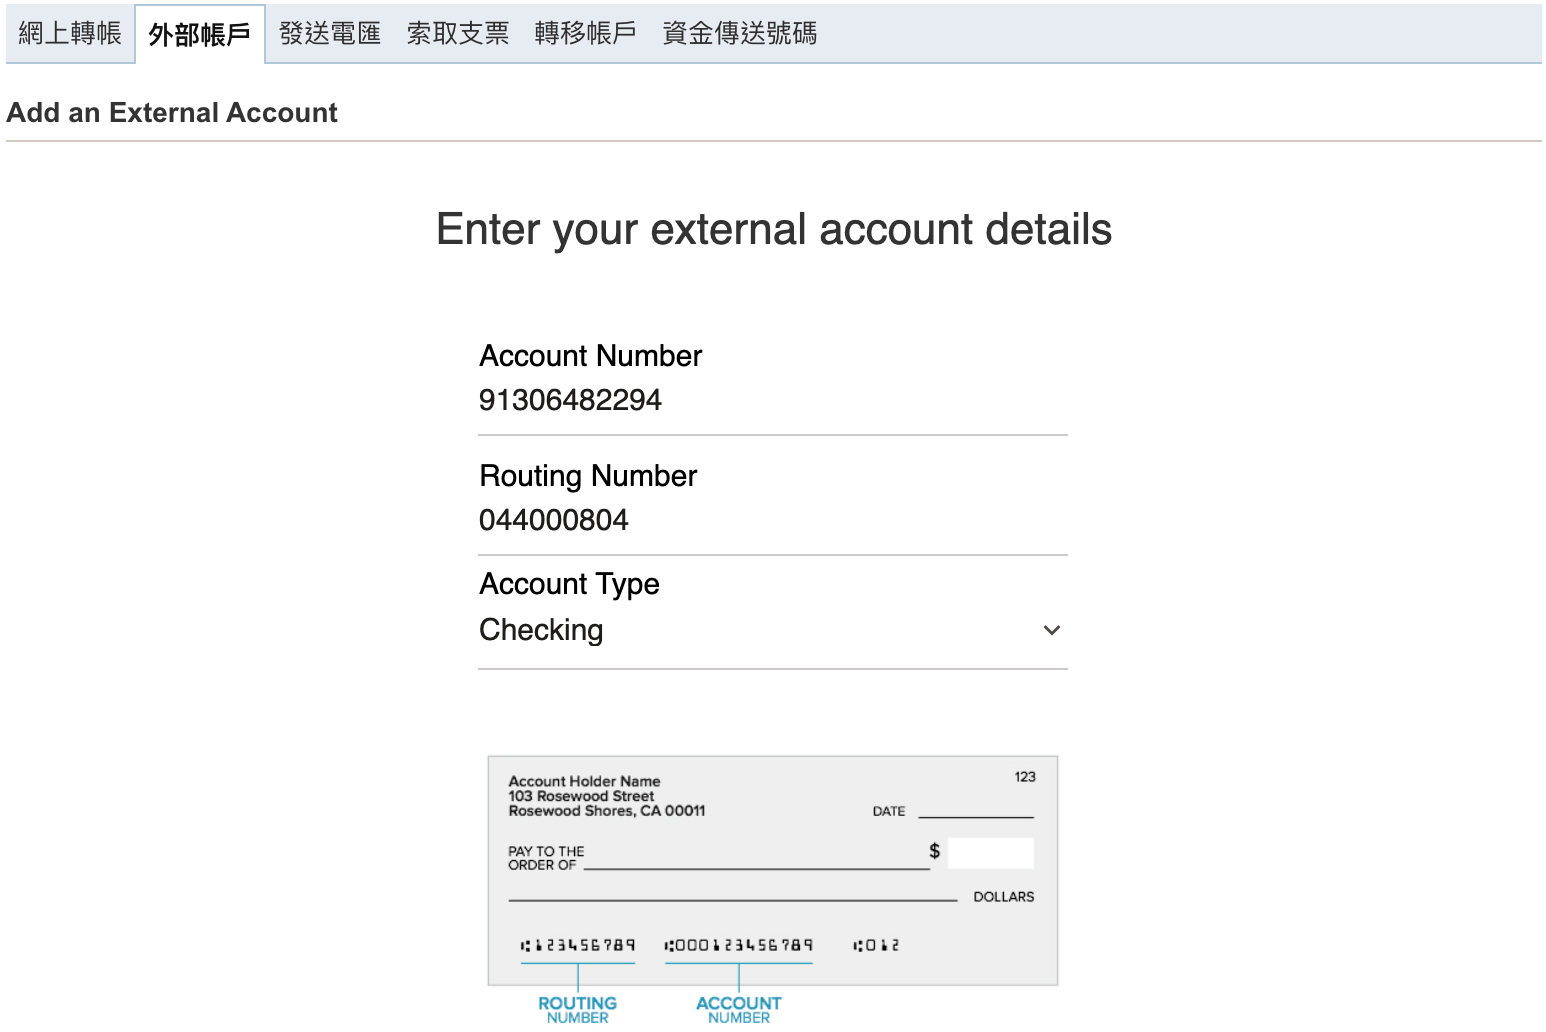 網上轉帳 外部帳戶 發送電匯 索取支票 轉移帳戶 資金傳送號碼
Add an External Account
Enter your external account details
Account Number
91306482294
Routing Number
044000804
Account Type
Checking
Account Holder Name 123
103 Rosewood Street
Rosewood Shores, CA 00011
DATE
PAY TO THE
ORDER OF $
DOLLARS
⑆123456789 ⑆000123456789 ⑆012
ROUTING ACCOUNT
NUMBER NUMBER